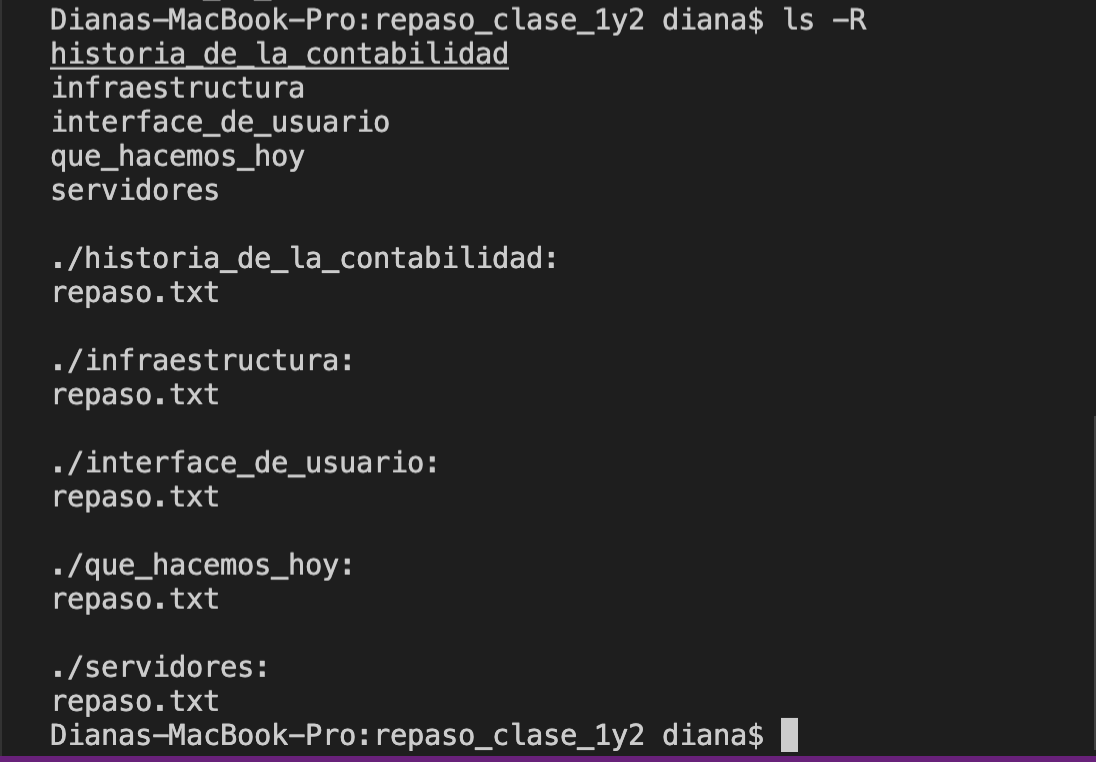 Dianas-MacBook-Pro:repaso_clase_1y2 diana$ ls -R
historia_de_la_contabilidad
infraestructura
interface_de_usuario
que_hacemos_hoy
servidores
./historia_de_la_contabilidad:
repaso.txt
./infraestructura:
repaso.txt
./interface_de_usuario:
repaso.txt
./que_hacemos_hoy:
repaso.txt
./servidores:
repaso.txt
Dianas-MacBook-Pro:repaso_clase_1y2 diana$